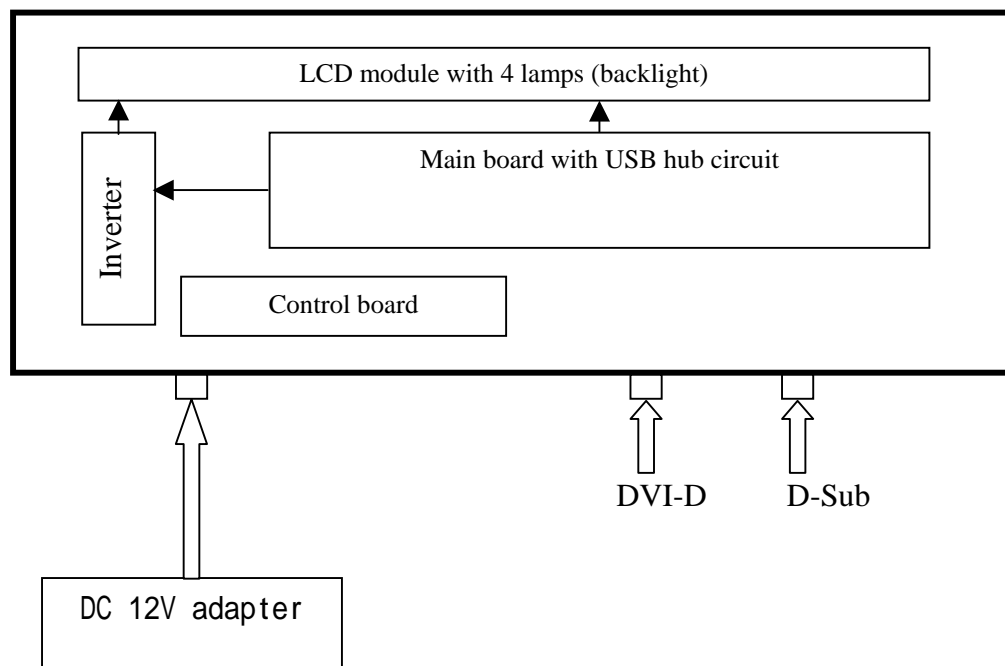 LCD module with 4 lamps (backlight)
Main board with USB hub circuit
Inverter
Control board
DVI-D
D-Sub
DC 12V adapter